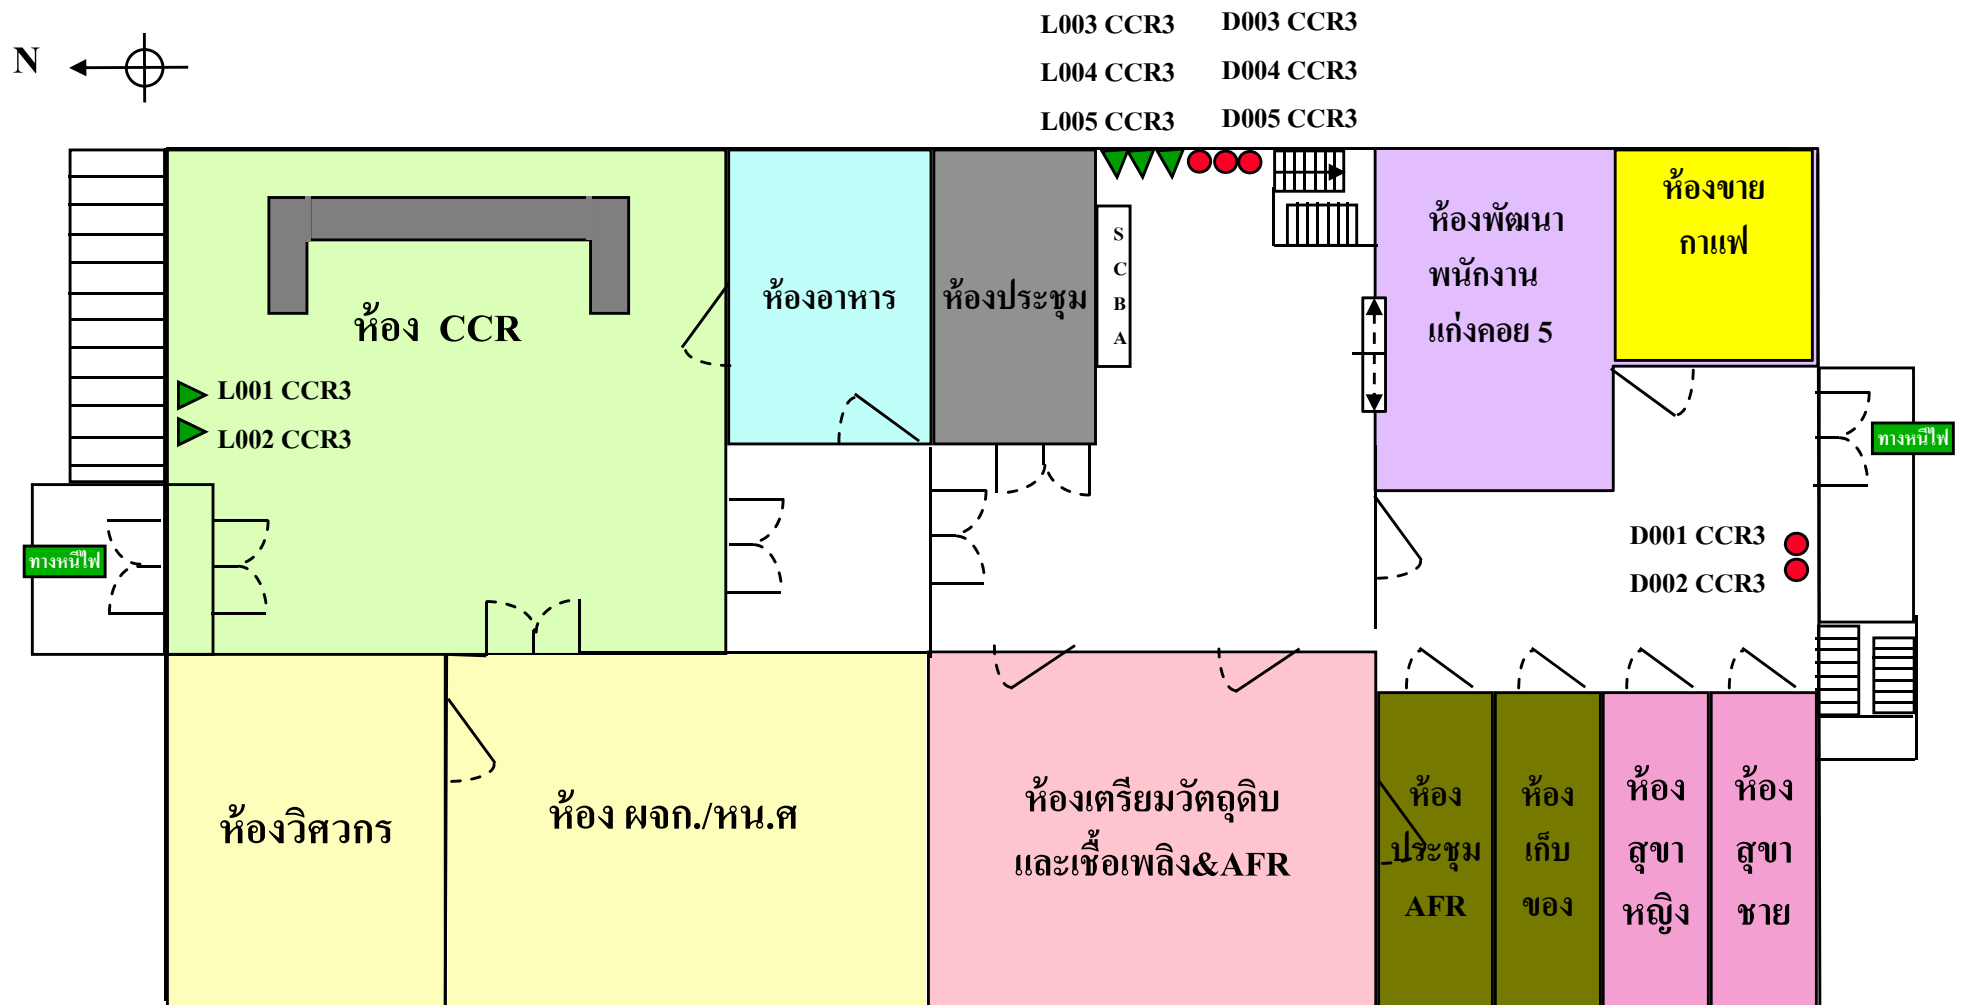 L003 CCR3 D003 CCR3
N
L004 CCR3 D004 CCR3
L005 CCR3 D005 CCR3
ห้องขาย
กาแฟ
ห้องพัฒนา
พนักงาน
แก่งคอย 5
S
C
B
A
ห้องอาหาร
ห้องประชุม
ห้อง CCR
L001 CCR3
L002 CCR3
ทางหนีไฟ
ทางหนีไฟ
D001 CCR3
D002 CCR3
ห้องวิศวกร
ห้อง ผจก./หน.ศ
ห้องเตรียมวัตถุดิบ
และเชื้อเพลิง&AFR
ห้อง
ประชุม
AFR
ห้อง
เก็บ
ของ
ห้อง
สุขา
หญิง
ห้อง
สุขา
ชาย